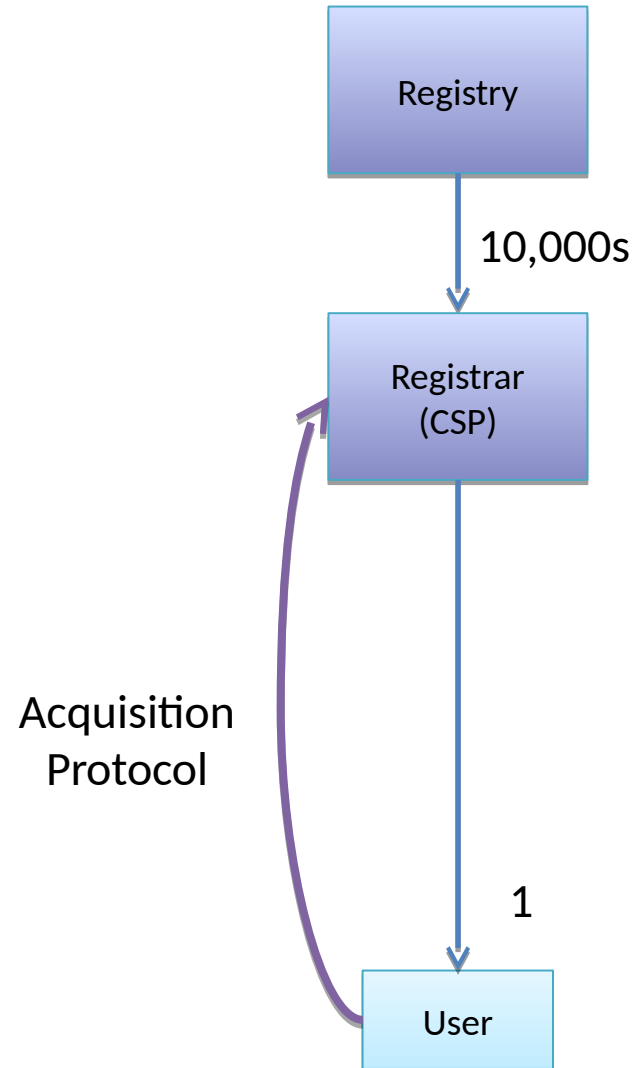 Registry
10,000s
Registrar
(CSP)
Acquisition
Protocol
1
User